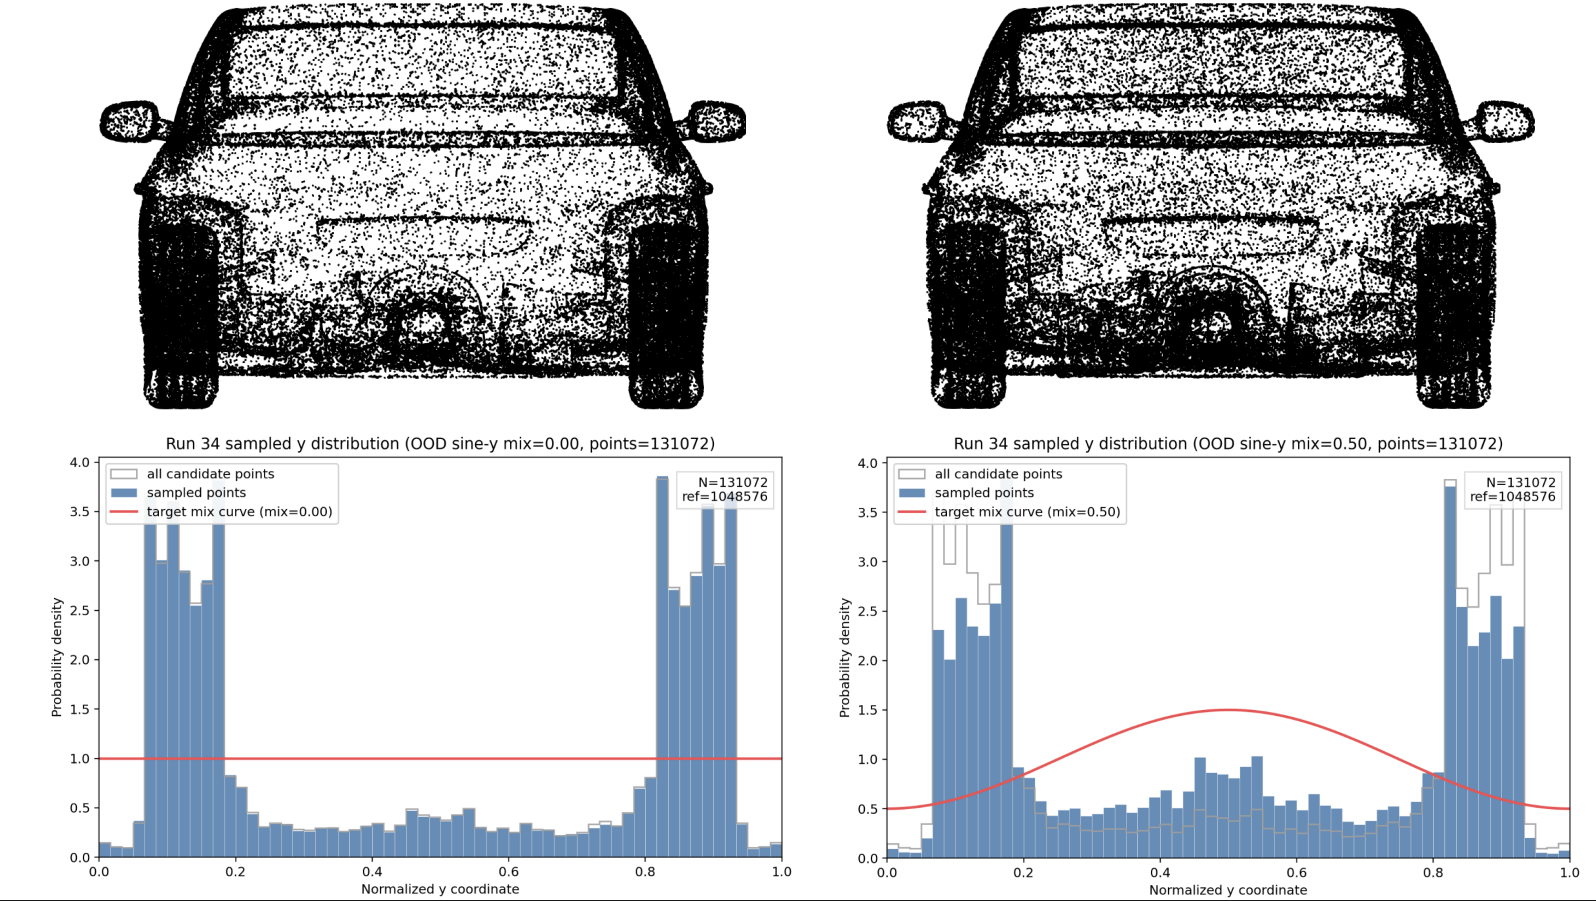 Run 34 sampled y distribution (OOD sine-y mix=0.00, points=131072)
all candidate points
sampled points
target mix curve (mix=0.00)
N=131072
ref=1048576
Probability density
4.0
3.5
3.0
2.5
2.0
1.5
1.0
0.5
0.0
0.0 0.2 0.4 0.6 0.8 1.0
Normalized y coordinate
Run 34 sampled y distribution (OOD sine-y mix=0.50, points=131072)
all candidate points
sampled points
target mix curve (mix=0.50)
N=131072
ref=1048576
Probability density
4.0
3.5
3.0
2.5
2.0
1.5
1.0
0.5
0.0
0.0 0.2 0.4 0.6 0.8 1.0
Normalized y coordinate